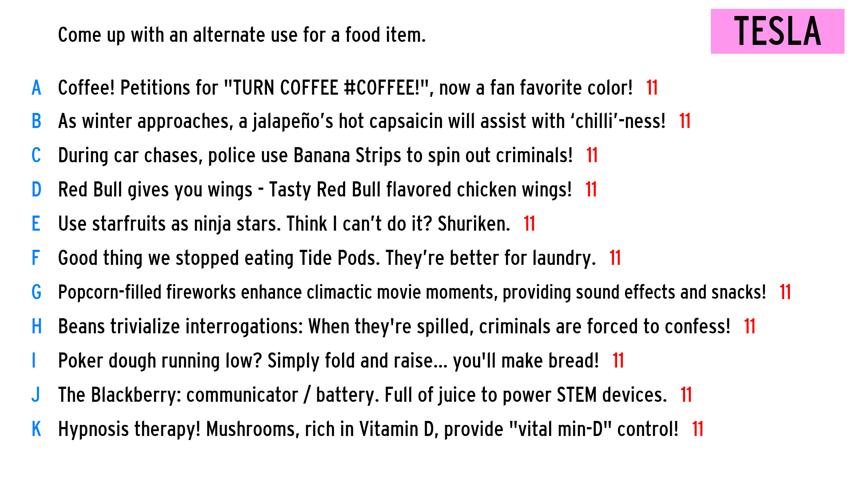 Come up with an alternate use for a food item.
TESLA
A Coffee! Petitions for "TURN COFFEE #COFFEE!", now a fan favorite color! 11
B As winter approaches, a jalapeño's hot capsaicin will assist with ‘chilli’-ness! 11
C During car chases, police use Banana Strips to spin out criminals! 11
D Red Bull gives you wings - Tasty Red Bull flavored chicken wings! 11
E Use starfruits as ninja stars. Think I can’t do it? Shuriken. 11
F Good thing we stopped eating Tide Pods. They’re better for laundry. 11
G Popcorn-filled fireworks enhance climactic movie moments, providing sound effects and snacks! 11
H Beans trivialize interrogations: When they're spilled, criminals are forced to confess! 11
I Poker dough running low? Simply fold and raise... you'll make bread! 11
J The Blackberry: communicator / battery. Full of juice to power STEM devices. 11
K Hypnosis therapy! Mushrooms, rich in Vitamin D, provide "vital min-D" control! 11